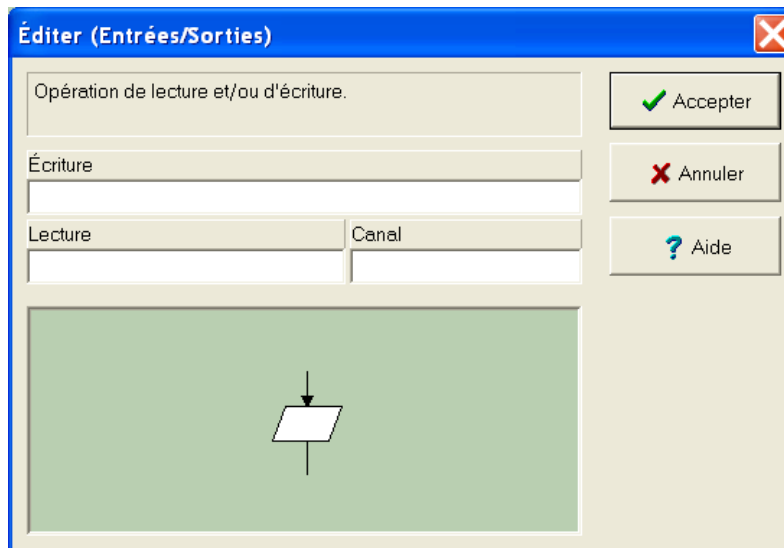 Éditer (Entrées/Sorties)
Opération de lecture et/ou d'écriture.
Accepter
Écriture
Annuler
Lecture
Canal
? Aide